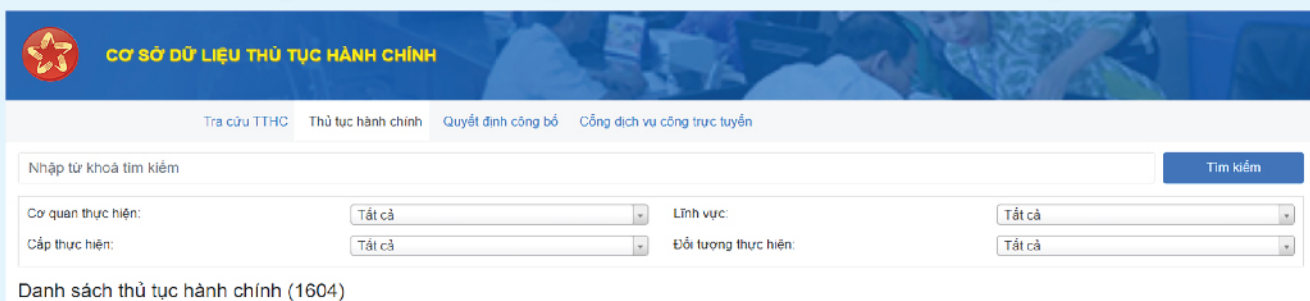 CƠ SỞ DỮ LIỆU THỦ TỤC HÀNH CHÍNH
Tra cứu TTHC Thủ tục hành chính Quyết định công bố Cổng dịch vụ công trực tuyến
Nhập từ khoá tìm kiếm Tìm kiếm
Cơ quan thực hiện: Tất cả Lĩnh vực: Tất cả
Cấp thực hiện: Tất cả Đối tượng thực hiện: Tất cả
Danh sách thủ tục hành chính (1604)